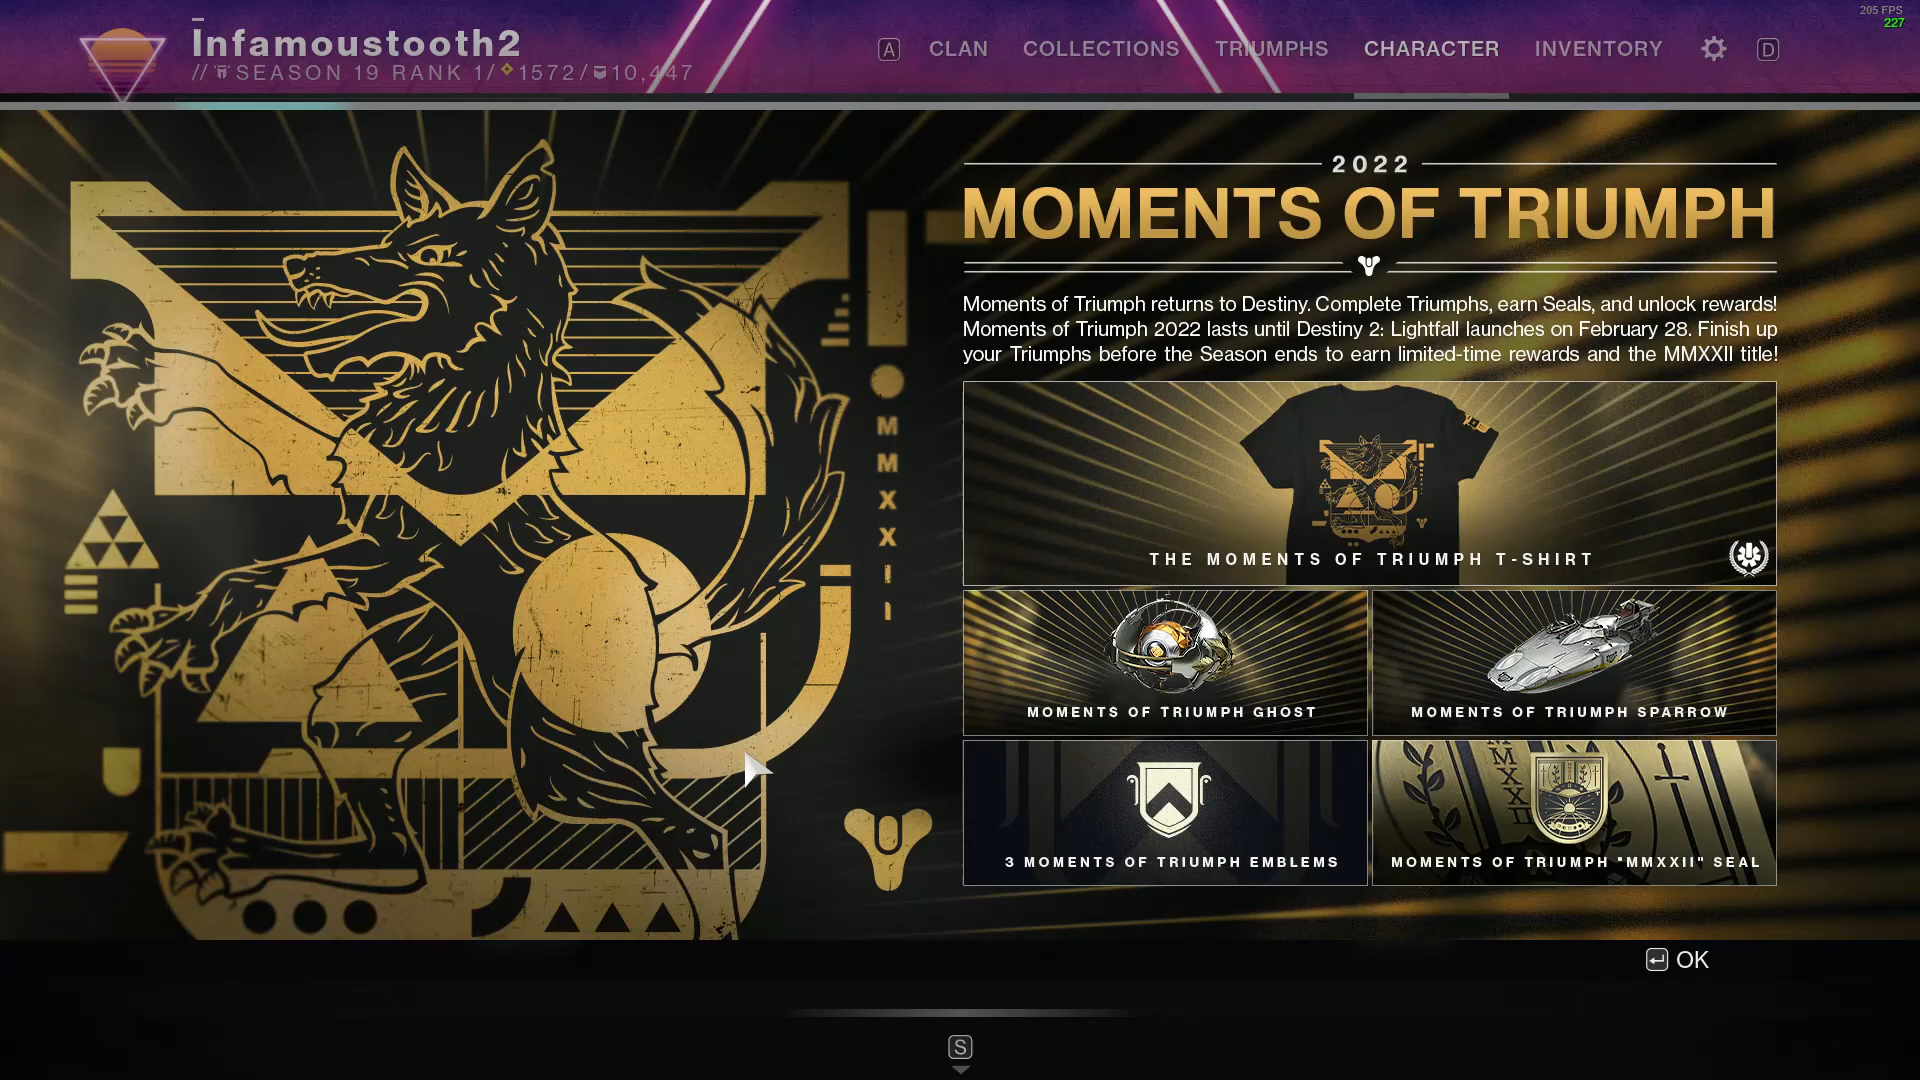 205 FPS
227
Infamoustooth2
// SEASON 19 RANK 1/ 1572/ 10,447
A CLAN COLLECTIONS TRIUMPHS CHARACTER INVENTORY D
2022
MOMENTS OF TRIUMPH
Moments of Triumph returns to Destiny. Complete Triumphs, earn Seals, and unlock rewards!
Moments of Triumph 2022 lasts until Destiny 2: Lightfall launches on February 28. Finish up
your Triumphs before the Season ends to earn limited-time rewards and the MMXXII title!
MMXXII
THE MOMENTS OF TRIUMPH T-SHIRT
MOMENTS OF TRIUMPH GHOST
MOMENTS OF TRIUMPH SPARROW
MMXXII
3 MOMENTS OF TRIUMPH EMBLEMS
MOMENTS OF TRIUMPH "MMXXII" SEAL
OK
S